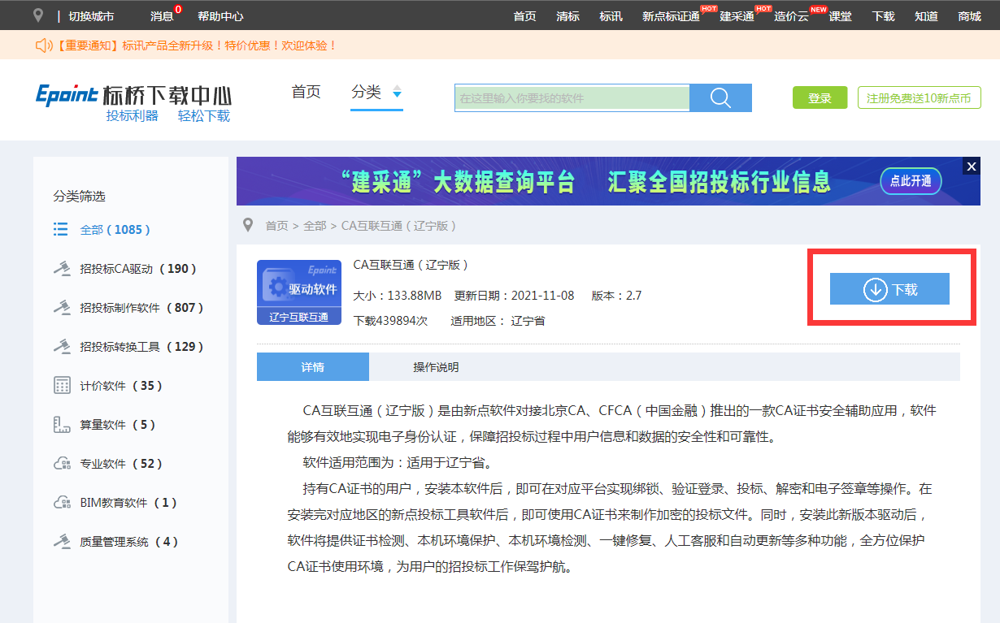 | 切换城市 消息 0 帮助中心 首页 清标 标讯 新点标证通 HOT 建采通 HOT 造价云 NEW 课堂 下载 知道 商城
【重要通知】标讯产品全新升级！特价优惠！欢迎体验！
Epoint 标桥下载中心
投标利器 轻松下载
首页 分类
在这里输入你要找的软件
登录 注册免费送10新点币
分类筛选
全部（1085）
招投标CA驱动（190）
招投标制作软件（807）
招投标转换工具（129）
计价软件（35）
算量软件（5）
专业软件（52）
BIM教育软件（1）
质量管理系统（4）
“建采通”大数据查询平台 汇聚全国招投标行业信息 点此开通 X
首页 > 全部 > CA互联互通（辽宁版）
Epoint
驱动软件
辽宁互联互通
CA互联互通（辽宁版）
大小：133.88MB 更新日期：2021-11-08 版本：2.7
下载439894次 适用地区： 辽宁省
下载
详情 操作说明
CA互联互通（辽宁版）是由新点软件对接北京CA、CFCA（中国金融）推出的一款CA证书安全辅助应用，软件
能够有效地实现电子身份认证，保障招投标过程中用户信息和数据的安全性和可靠性。
软件适用范围为：适用于辽宁省。
持有CA证书的用户，安装本软件后，即可在对应平台实现绑锁、验证登录、投标、解密和电子签章等操作。在
安装完对应地区的新点投标工具软件后，即可使用CA证书来制作加密的投标文件。同时，安装此新版本驱动后，
软件将提供证书检测、本机环境保护、本机环境检测、一键修复、人工客服和自动更新等多种功能，全方位保护
CA证书使用环境，为用户的招投标工作保驾护航。